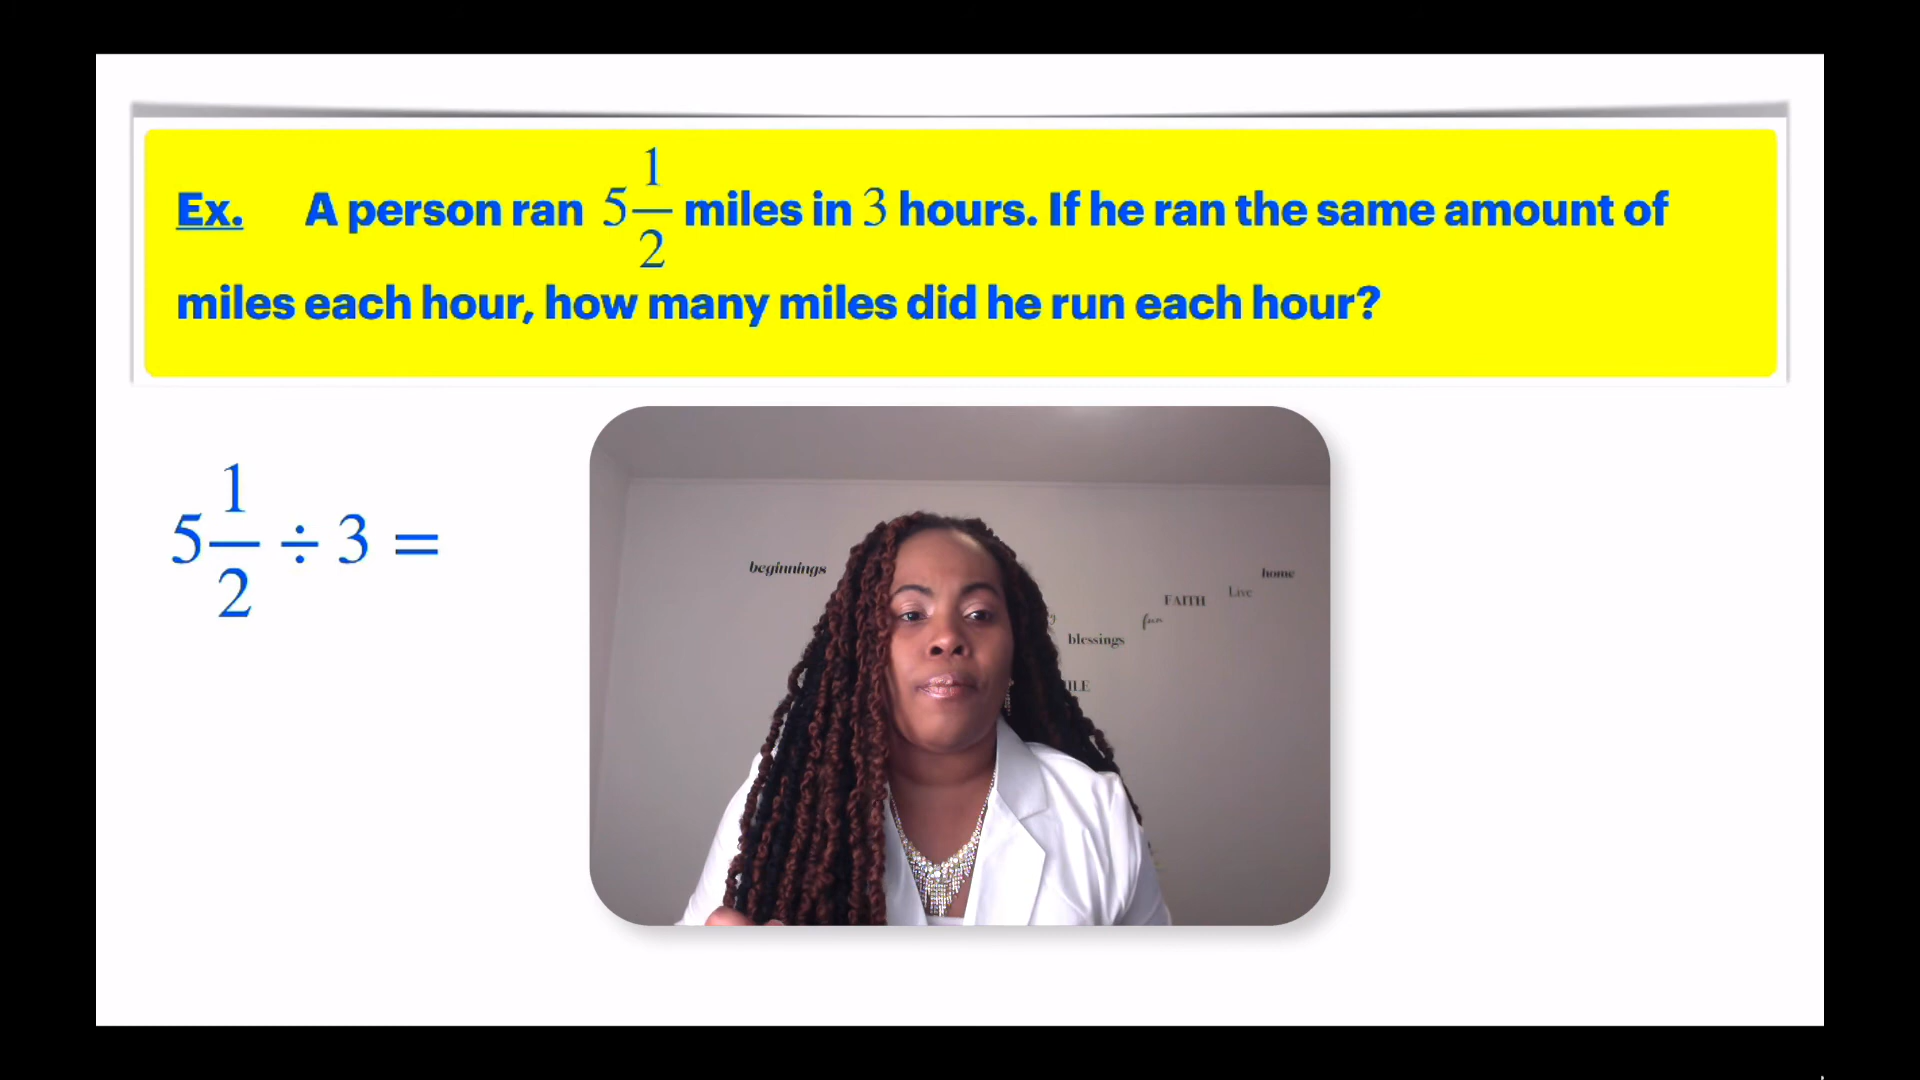 Ex. A person ran 5 1/2 miles in 3 hours. If he ran the same amount of
miles each hour, how many miles did he run each hour?
5 1/2 ÷ 3 =
beginnings
home
FAITH Live
fun
blessings